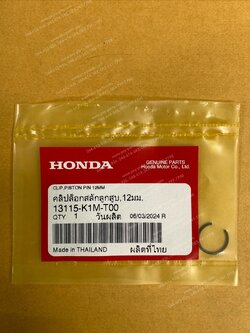 GENUINE PARTS
Honda Motor Co., Ltd.
HONDA
CLIP, PISTON PIN 12MM
คลิปล็อกสลักลูกสูบ,12มม.
13115-K1M-T00
QTY 1 วันผลิต 06/03/2024 R
Made in THAILAND ผลิตที่ไทย